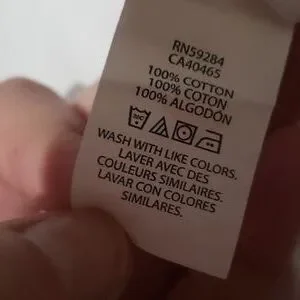 RN59284
CA40465
100% COTTON
100% COTON
100% ALGODÓN
WASH WITH LIKE COLORS.
LAVER AVEC DES
COULEURS SIMILAIRES.
LAVAR CON COLORES
SIMILARES.